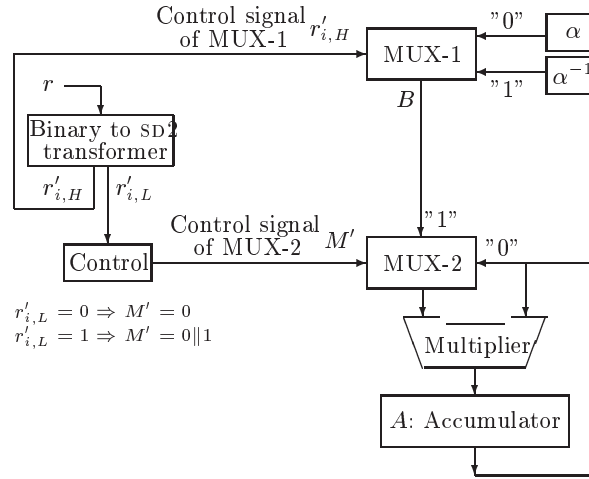 Control signal
of MUX-1
r′i,H
MUX-1
"0"
α
"1"
α−1
r
B
Binary to SD2
transformer
r′i,H
r′i,L
Control signal
of MUX-2
M′
"1"
Control
MUX-2
"0"
r′i,L = 0 ⇒ M′ = 0
r′i,L = 1 ⇒ M′ = 0||1
Multiplier
A: Accumulator